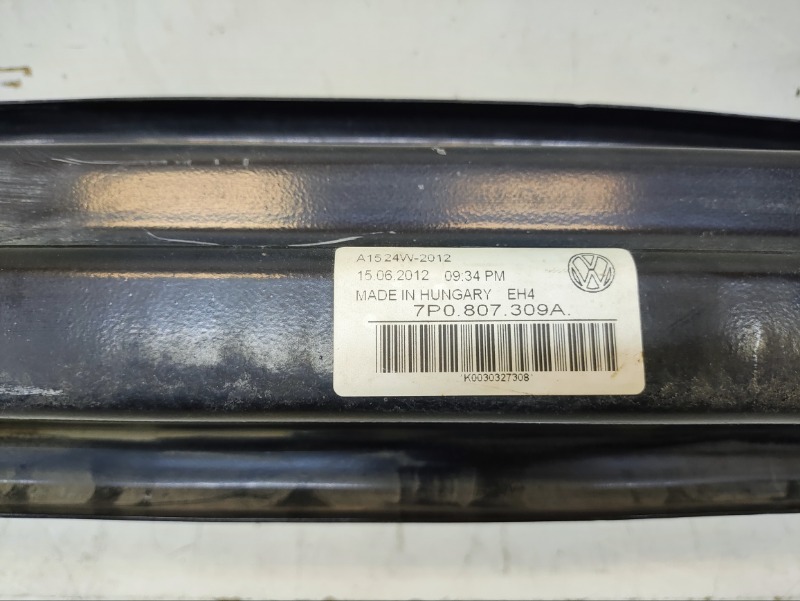 A1524W-2012
15.06.2012 09:34 PM
MADE IN HUNGARY EH4
7P0.807.309A.
K0030327308